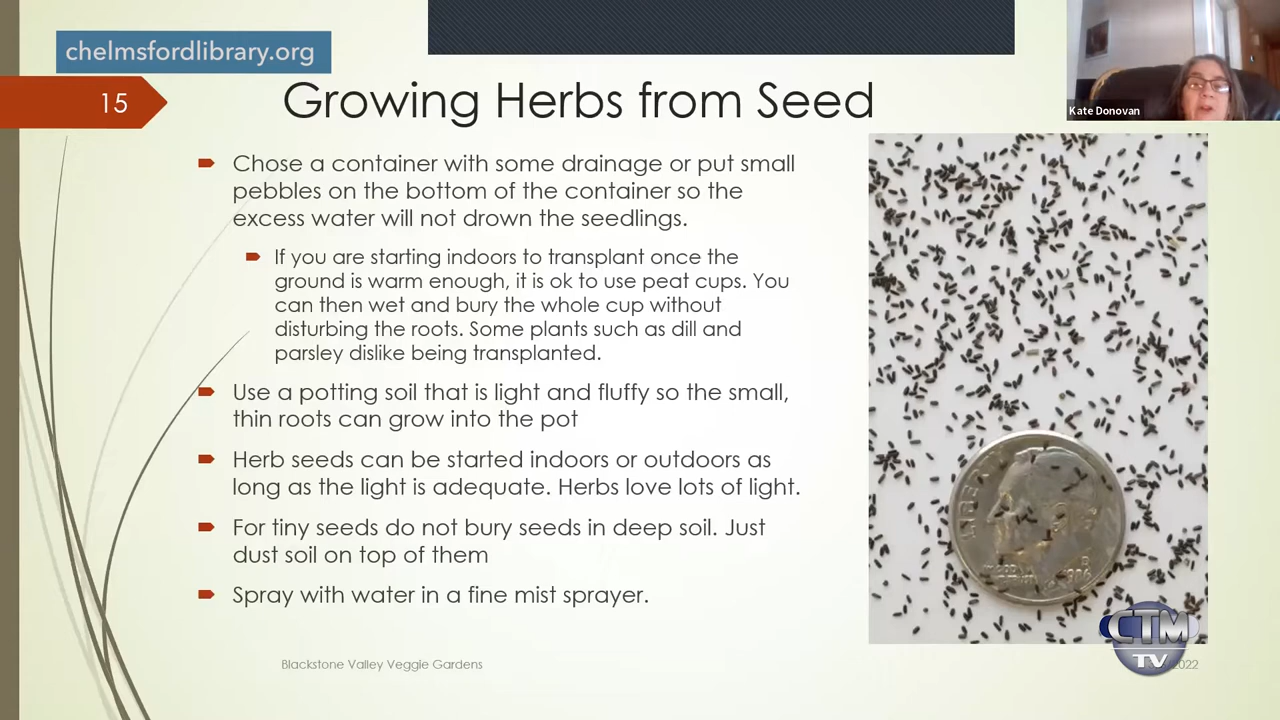 chelmsfordlibrary.org
15
Growing Herbs from Seed
Kate Donovan
Chose a container with some drainage or put small
pebbles on the bottom of the container so the
excess water will not drown the seedlings.
If you are starting indoors to transplant once the
ground is warm enough, it is ok to use peat cups. You
can then wet and bury the whole cup without
disturbing the roots. Some plants such as dill and
parsley dislike being transplanted.
Use a potting soil that is light and fluffy so the small,
thin roots can grow into the pot
Herb seeds can be started indoors or outdoors as
long as the light is adequate. Herbs love lots of light.
For tiny seeds do not bury seeds in deep soil. Just
dust soil on top of them
Spray with water in a fine mist sprayer.
CTM
TV
Blackstone Valley Veggie Gardens
2022